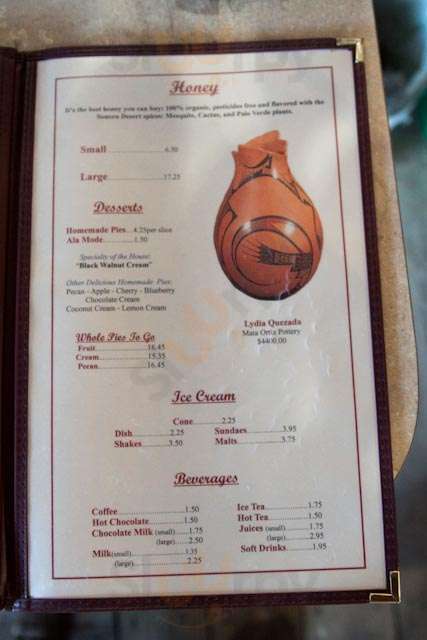 Honey
It's the best honey you can buy: 100% organic, pesticides free and flavored with the
Sonora Desert spices: Mesquite, Cactus, and Palo Verde plants.
Small..................6.50
Large..................17.25
Desserts
Homemade Pies...4.25per slice
Ala Mode............1.50
Specialty of the House:
"Black Walnut Cream"
Other Delicious Homemade Pies:
Pecan - Apple - Cherry - Blueberry
Chocolate Cream
Coconut Cream - Lemon Cream
Lydia Quezada
Mata Ortiz Pottery
$4400.00
Whole Pies To Go
Fruit.....................16.45
Cream...................15.35
Pecan....................16.45
Ice Cream
Cone............2.25
Dish................2.25 Sundaes..............3.95
Shakes...........3.50 Malts..................3.75
Beverages
Coffee.............................1.50 Ice Tea..................1.75
Hot Chocolate...............1.50 Hot Tea.................1.50
Chocolate Milk (small)......1.75 Juices (small)..........1.75
(large)......2.50 (large)..........2.95
Milk(small).........................1.35 Soft Drinks...........1.95
(large).........................2.25